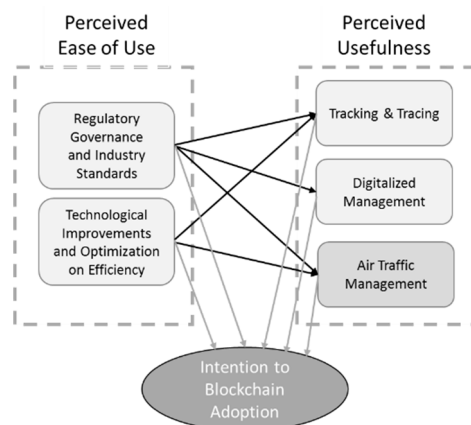 Perceived
Ease of Use
Perceived
Usefulness
Regulatory
Governance
and Industry
Standards
Technological
Improvements
and Optimization
on Efficiency
Tracking & Tracing
Digitalized
Management
Air Traffic
Management
Intention to
Blockchain
Adoption